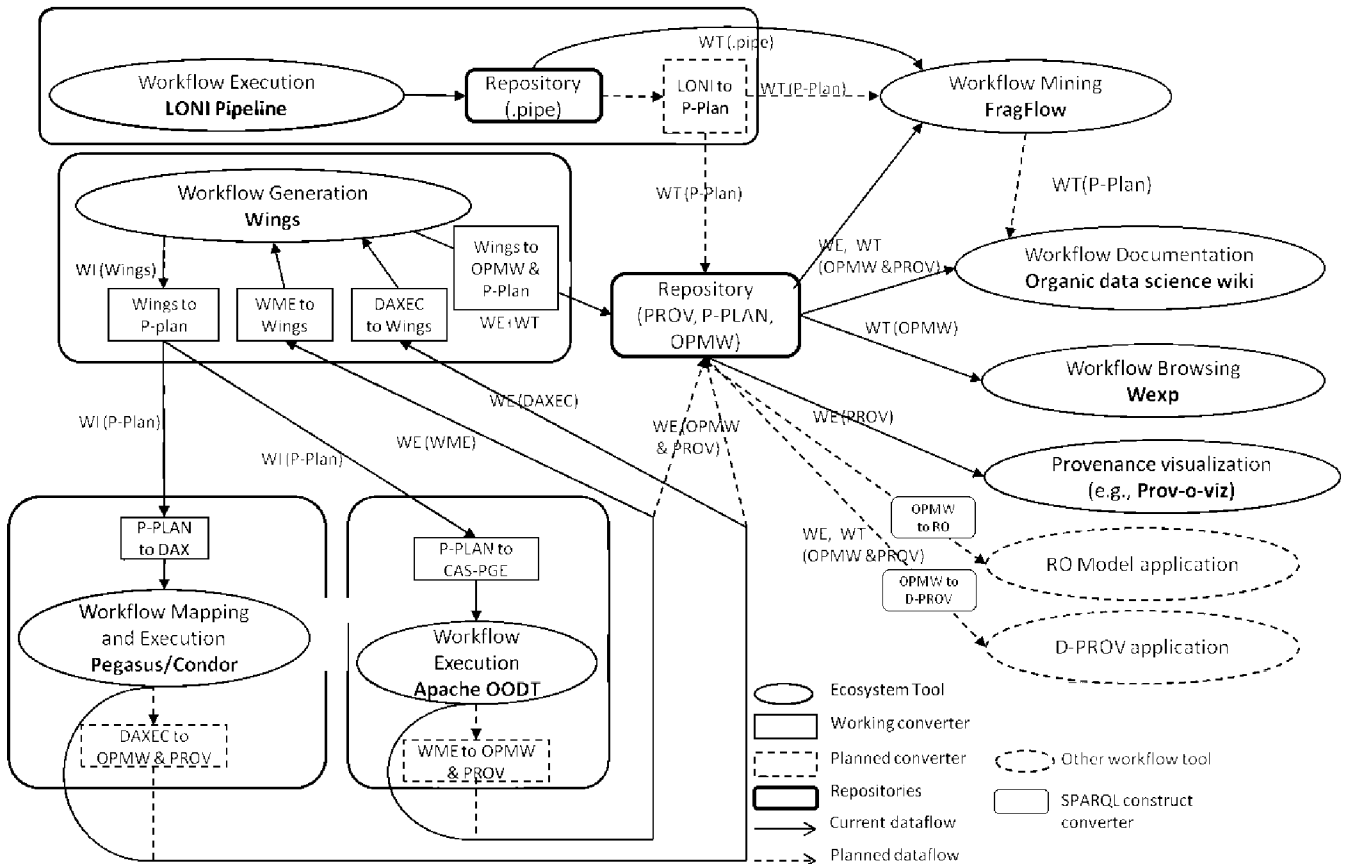 WT (.pipe)
Workflow Execution
LONI Pipeline
Repository
(.pipe)
LONI to
P-Plan
WT (P-Plan)
Workflow Mining
FragFlow
WT (P-Plan)
WT(P-Plan)
Workflow Generation
Wings
WI (Wings)
Wings to
P-plan
WME to
Wings
DAXEC
to Wings
Wings to
OPMW &
P-Plan
WE+WT
Repository
(PROV, P-PLAN,
OPMW)
WE, WT
(OPMW &PROV)
Workflow Documentation
Organic data science wiki
WT (OPMW)
Workflow Browsing
Wexp
WE (PROV)
Provenance visualization
(e.g., Prov-o-viz)
WI (P-Plan)
WI (P-Plan)
WE (WME)
WE (DAXEC)
WE (OPMW
& PROV)
OPMW
to RO
WE, WT
(OPMW &PROV)
OPMW to
D-PROV
RO Model application
D-PROV application
P-PLAN
to DAX
Workflow Mapping
and Execution
Pegasus/Condor
DAXEC to
OPMW & PROV
P-PLAN to
CAS-PGE
Workflow
Execution
Apache OODT
WME to OPMW
& PROV
Ecosystem Tool
Working converter
Planned converter
Repositories
Current dataflow
Planned dataflow
Other workflow tool
SPARQL construct
converter